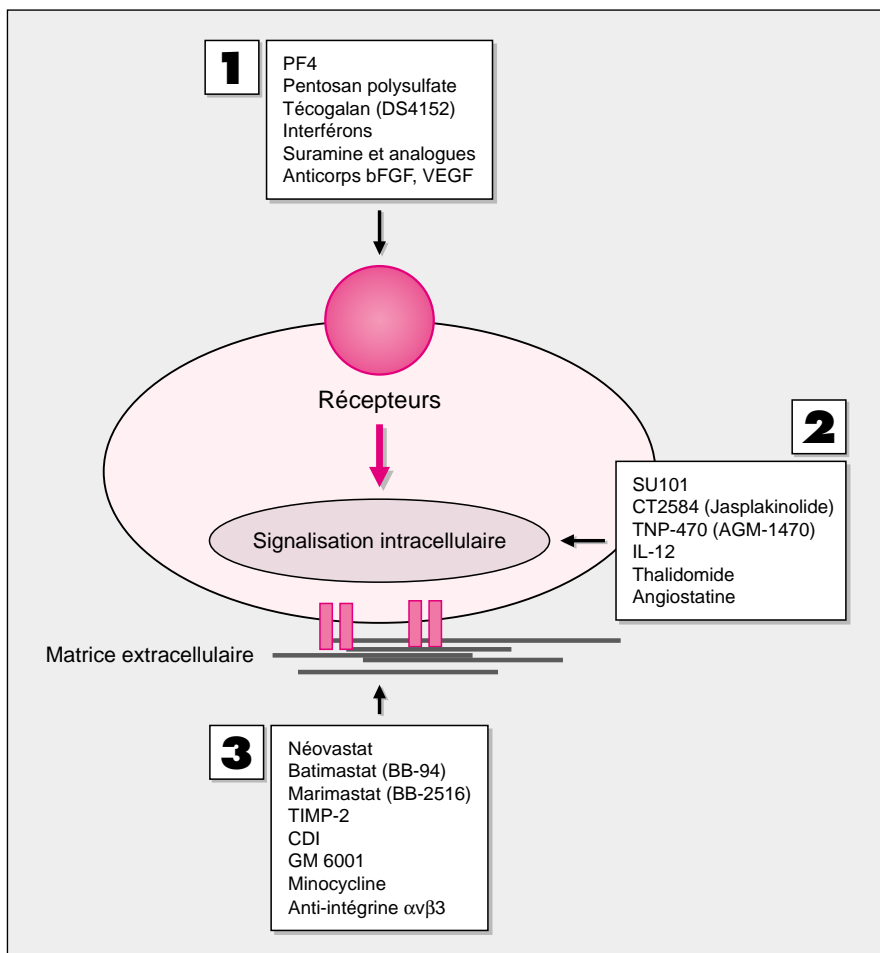 1
PF4
Pentosan polysulfate
Técogalan (DS4152)
Interférons
Suramine et analogues
Anticorps bFGF, VEGF
Récepteurs
2
SU101
CT2584 (Jasplakinolide)
TNP-470 (AGM-1470)
IL-12
Thalidomide
Angiostatine
Signalisation intracellulaire
Matrice extracellulaire
3
Néovastat
Batimastat (BB-94)
Marimastat (BB-2516)
TIMP-2
CDI
GM 6001
Minocycline
Anti-intégrine αvβ3